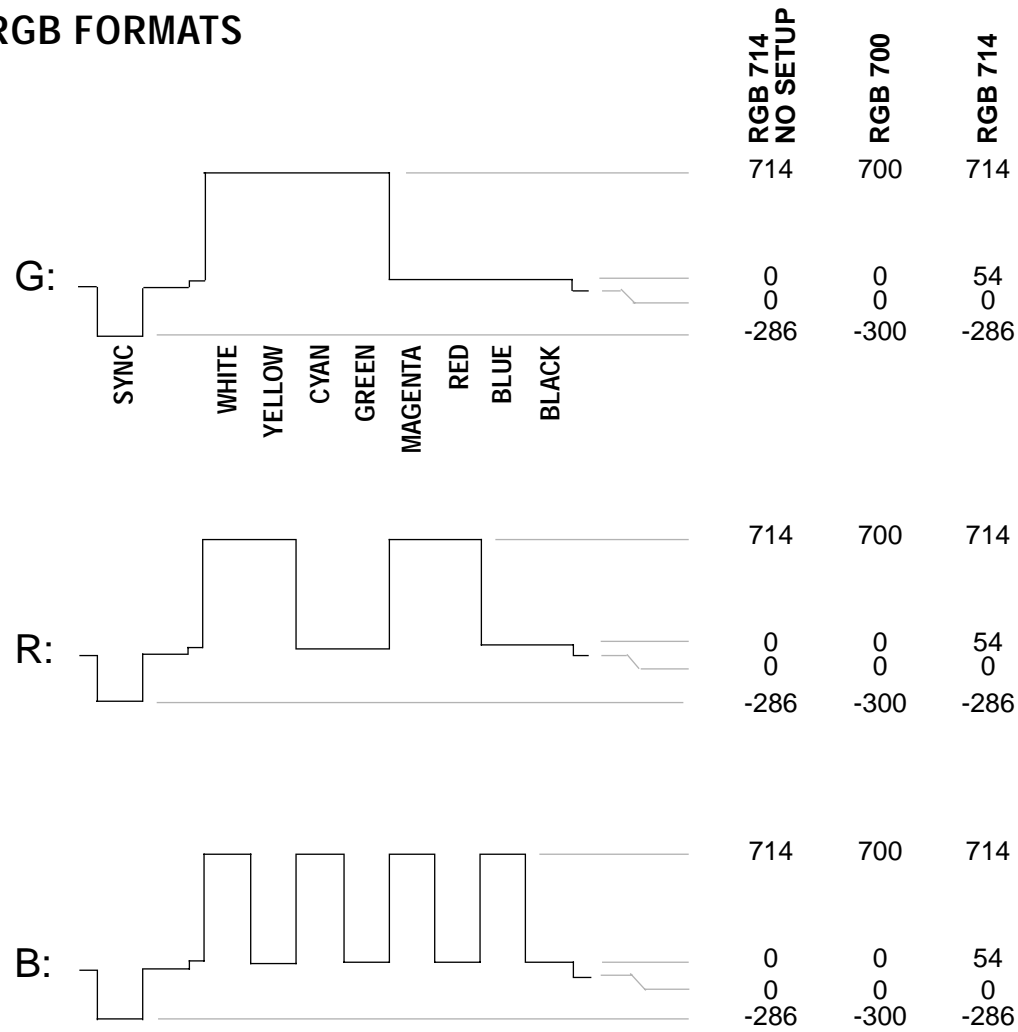 RGB FORMATS
RGB 714
NO SETUP
RGB 700
RGB 714
714 700 714
G:
0 0 54
0 0 0
-286 -300 -286
SYNC
WHITE
YELLOW
CYAN
GREEN
MAGENTA
RED
BLUE
BLACK
714 700 714
R:
0 0 54
0 0 0
-286 -300 -286
714 700 714
B:
0 0 54
0 0 0
-286 -300 -286